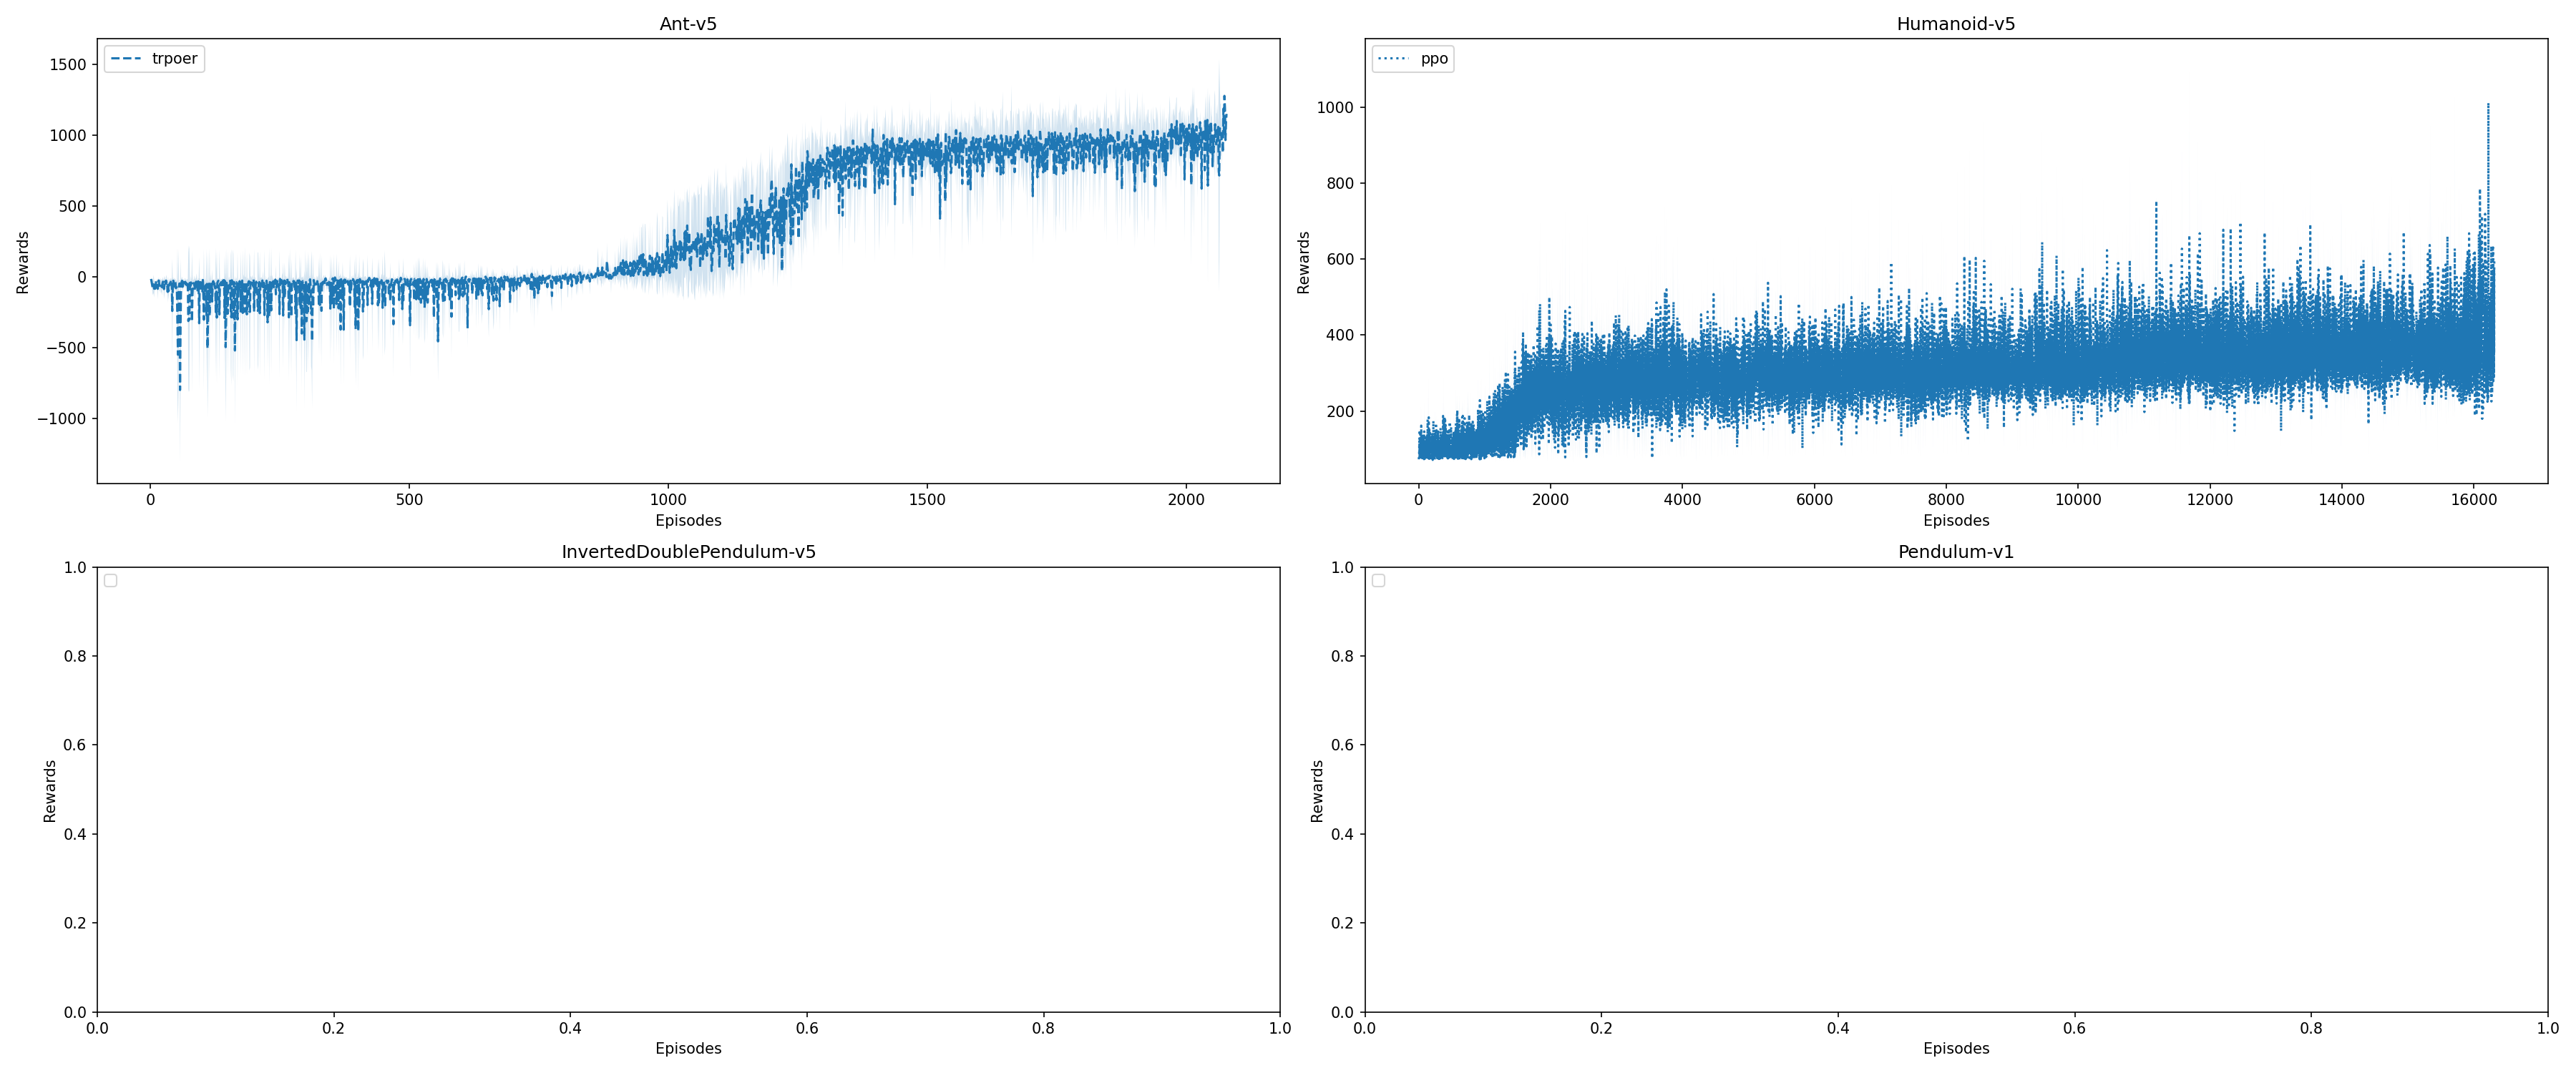 Ant-v5
trpoer
1500
1000
500
0
−500
−1000
Rewards
0 500 1000 1500 2000
Episodes
Humanoid-v5
ppo
1000
800
600
400
200
Rewards
0 2000 4000 6000 8000 10000 12000 14000 16000
Episodes
InvertedDoublePendulum-v5
1.0
0.8
0.6
0.4
0.2
0.0
Rewards
0.0 0.2 0.4 0.6 0.8 1.0
Episodes
Pendulum-v1
1.0
0.8
0.6
0.4
0.2
0.0
Rewards
0.0 0.2 0.4 0.6 0.8 1.0
Episodes